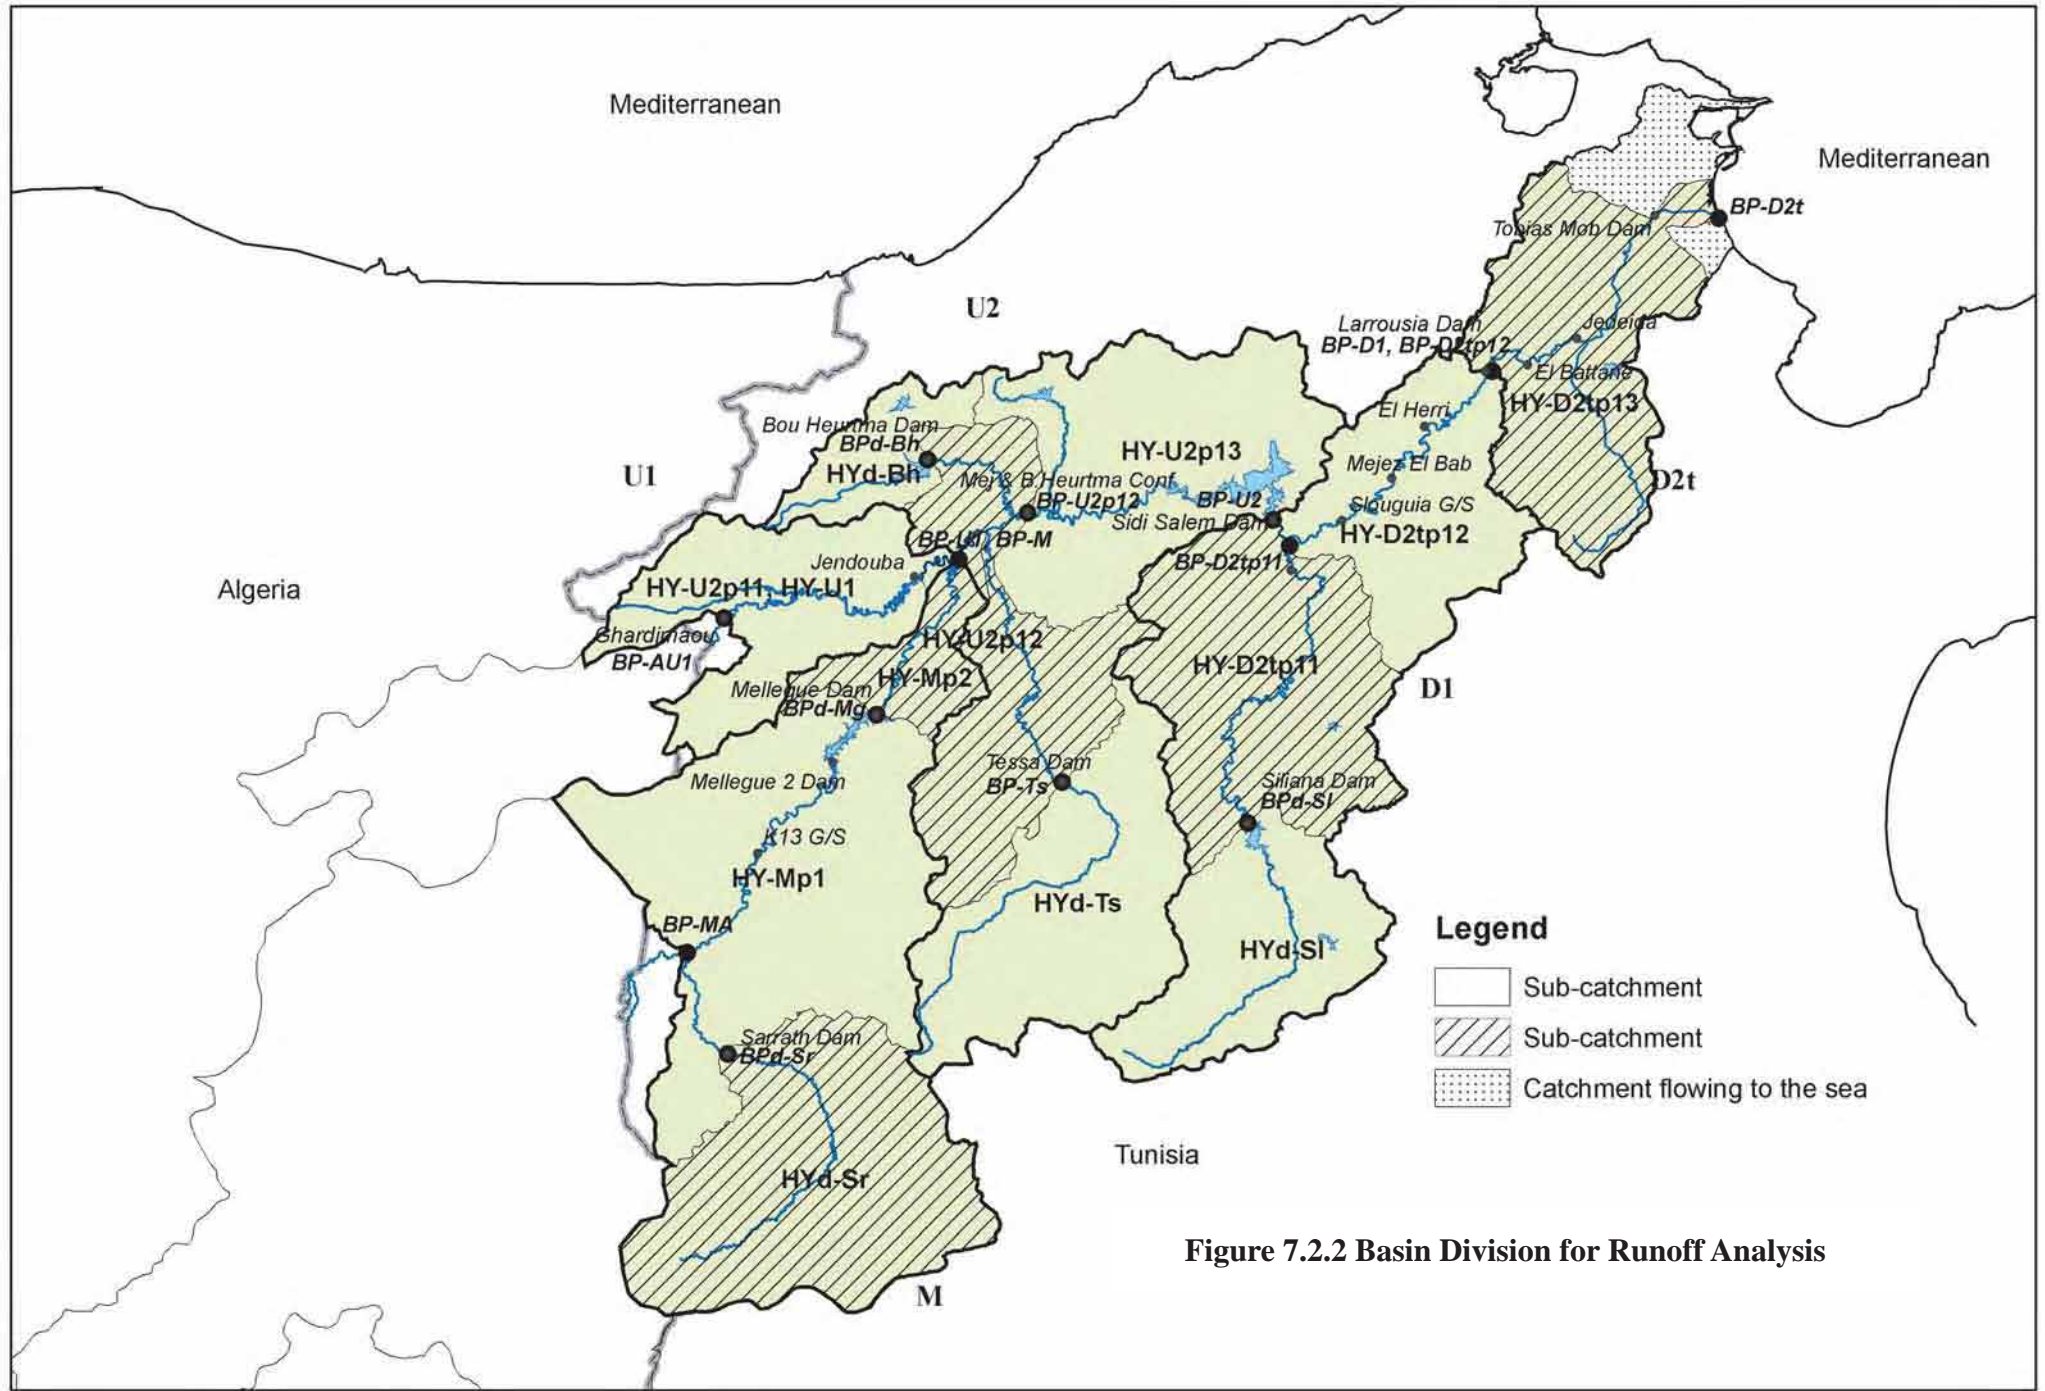 Mediterranean
Mediterranean
BP-D2t
Tobias Mob Dam
U2
Larrousia Dam
Jedeida
BP-D1, BP-D2tp12
El Battane
HY-D2tp13
El Herri
Bou Heurtma Dam
BPd-Bh
HY-U2p13
Mejez El Bab
U1
HYd-Bh
Mej & B.Heurtma Conf
D2t
BP-U2p12
BP-U2
Slouguia G/S
Sidi Salem Dam
HY-D2tp12
BP-U1, BP-M
Jendouba
BP-D2tp11
Algeria
HY-U2p11, HY-U1
Ghardimaou
HY-U2p12
BP-AU1
HY-D2tp11
HY-Mp2
Mellegue Dam
D1
BPd-Mg
Tessa Dam
Mellegue 2 Dam
BP-Ts
Siliana Dam
BPd-Sl
K13 G/S
HY-Mp1
HYd-Ts
BP-MA
Legend
HYd-Sl
Sub-catchment
Sarrath Dam
Sub-catchment
BPd-Sr
Catchment flowing to the sea
Tunisia
HYd-Sr
Figure 7.2.2 Basin Division for Runoff Analysis
M